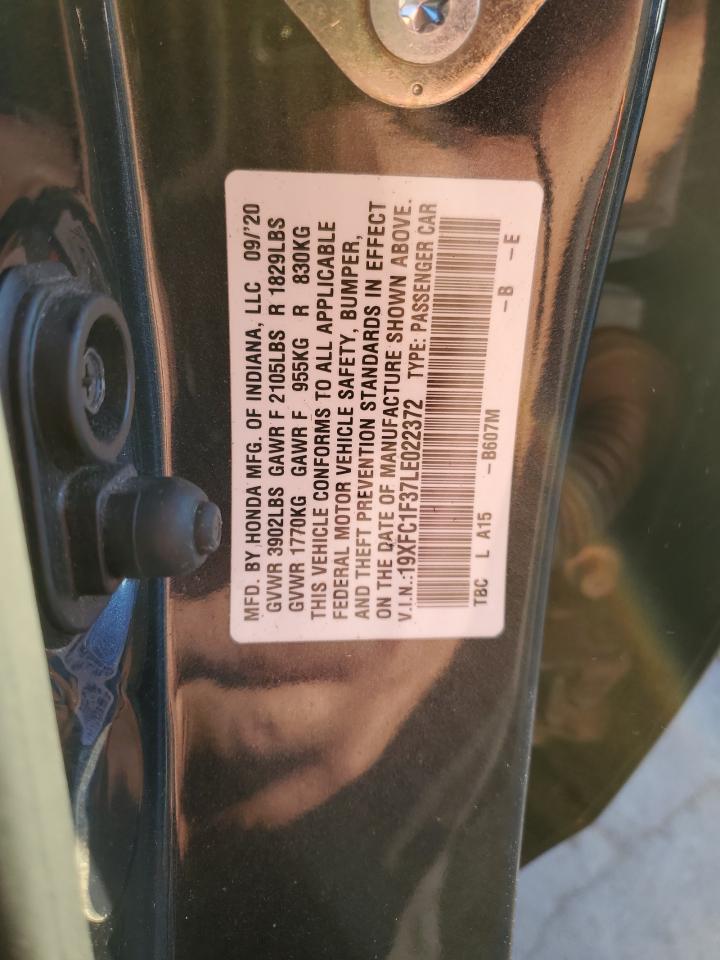 MFD. BY HONDA MFG. OF INDIANA, LLC 09/'20
GVWR 3902LBS GAWR F 2105LBS R 1829LBS
GVWR 1770KG GAWR F 955KG R 830KG
THIS VEHICLE CONFORMS TO ALL APPLICABLE
FEDERAL MOTOR VEHICLE SAFETY, BUMPER,
AND THEFT PREVENTION STANDARDS IN EFFECT
ON THE DATE OF MANUFACTURE SHOWN ABOVE.
V.I.N.:19XFC1F37LE022372 TYPE: PASSENGER CAR
TBC L A15 -B607M -B -E